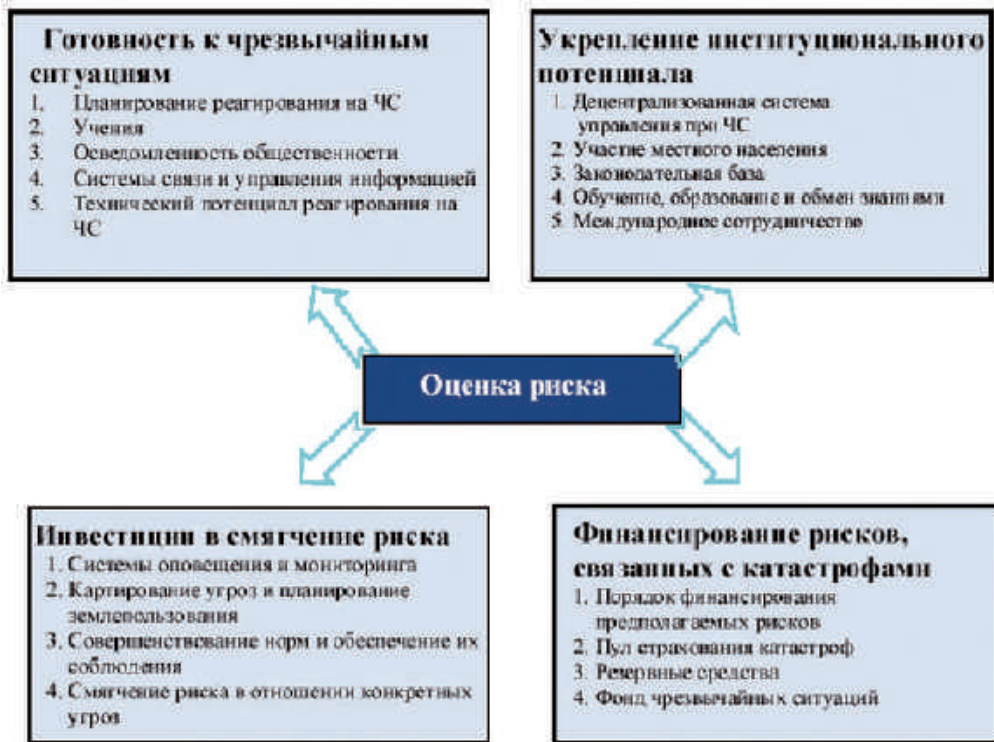 Готовность к чрезвычайным
ситуациям
1. Планирование реагирования на ЧС
2. Учения
3. Осведомленность общественности
4. Системы связи и управления информацией
5. Технический потенциал реагирования на
ЧС
Укрепление институционального
потенциала
1. Децентрализованная система
управления при ЧС
2. Участие местного населения
3. Законодательная база
4. Обучение, образование и обмен знаниями
5. Международное сотрудничество
Оценка риска
Инвестиции в смягчение риска
1. Системы оповещения и мониторинга
2. Картирование угроз и планирование
землепользования
3. Совершенствование норм и обеспечение их
соблюдения
4. Смягчение риска в отношении конкретных
угроз
Финансирование рисков,
связанных с катастрофами
1. Порядок финансирования
предполагаемых рисков
2. Пул страхования катастроф
3. Резервные средства
4. Фонд чрезвычайных ситуаций